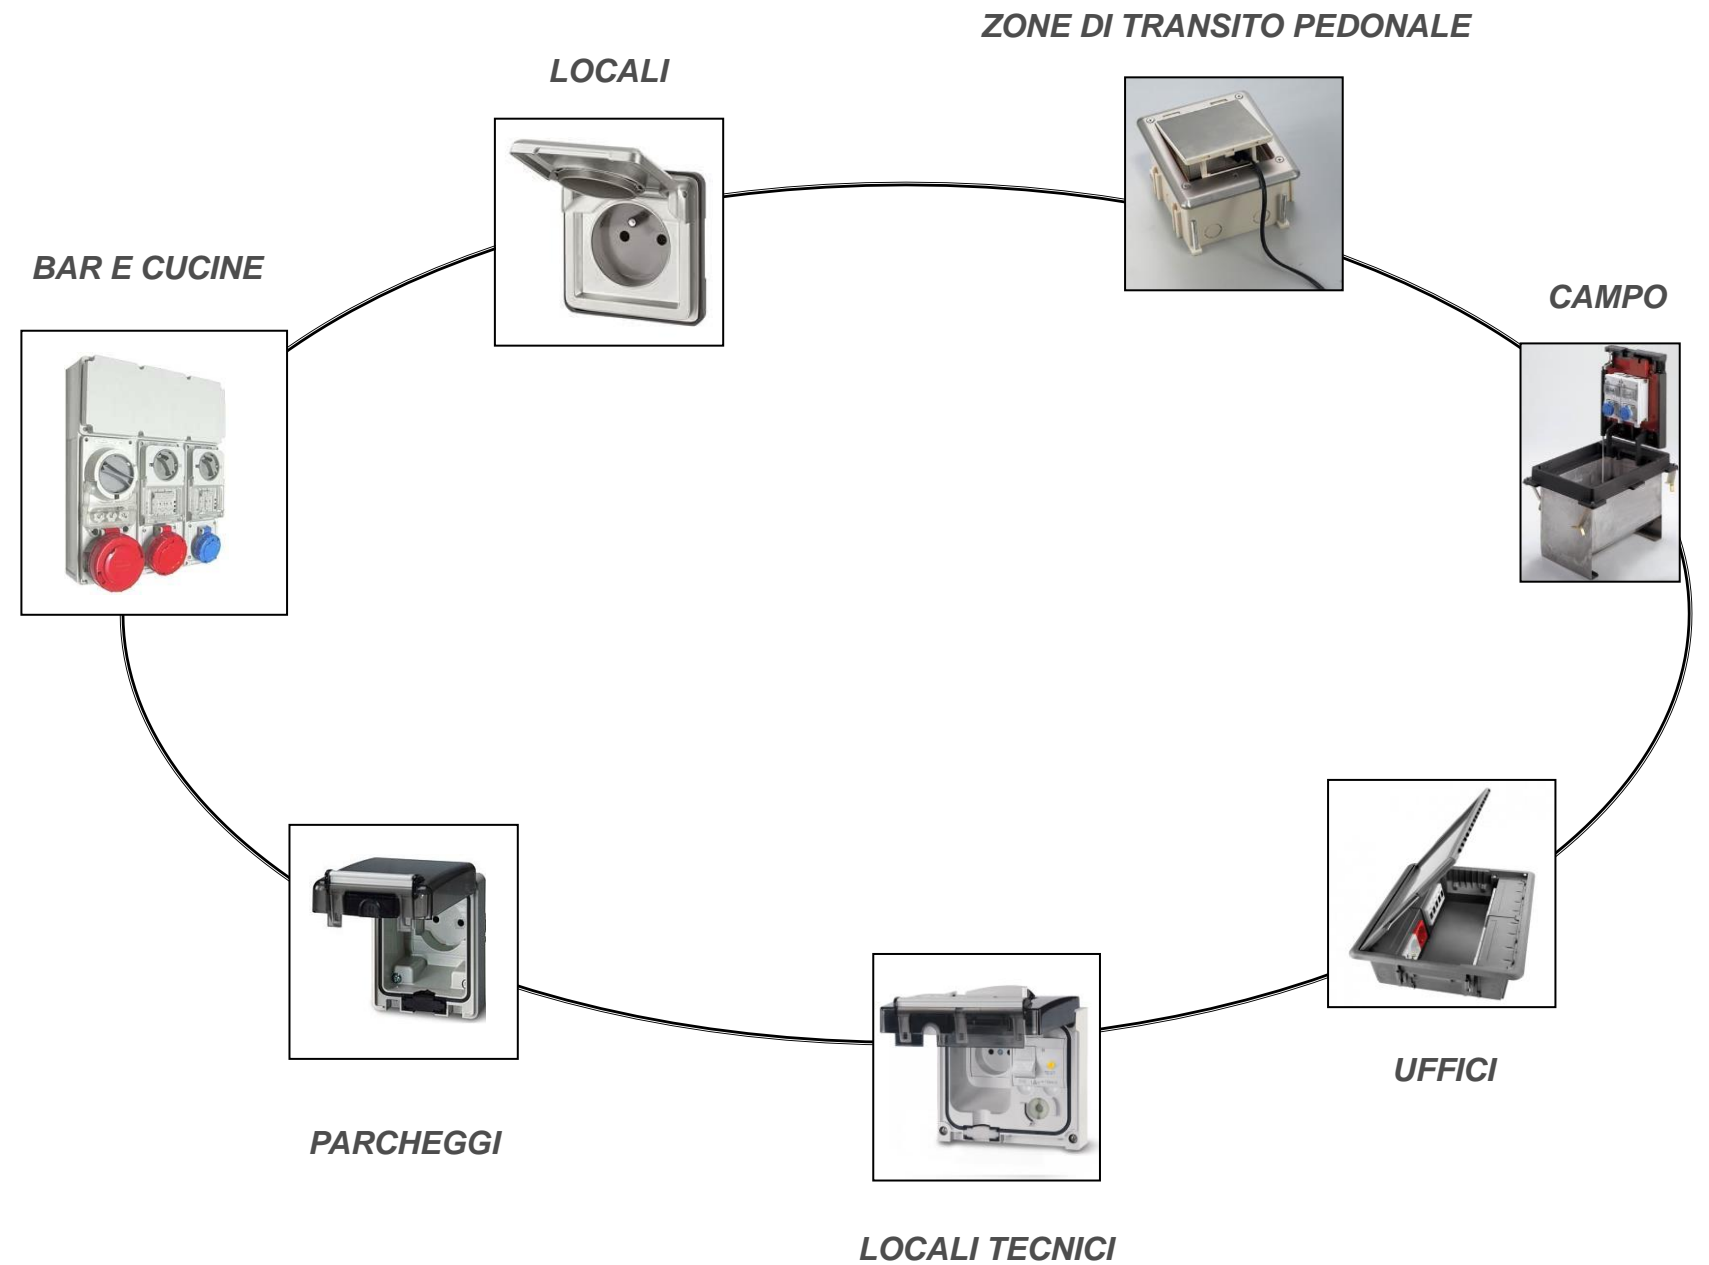 ZONE DI TRANSITO PEDONALE
LOCALI
BAR E CUCINE
CAMPO
UFFICI
PARCHEGGI
LOCALI TECNICI